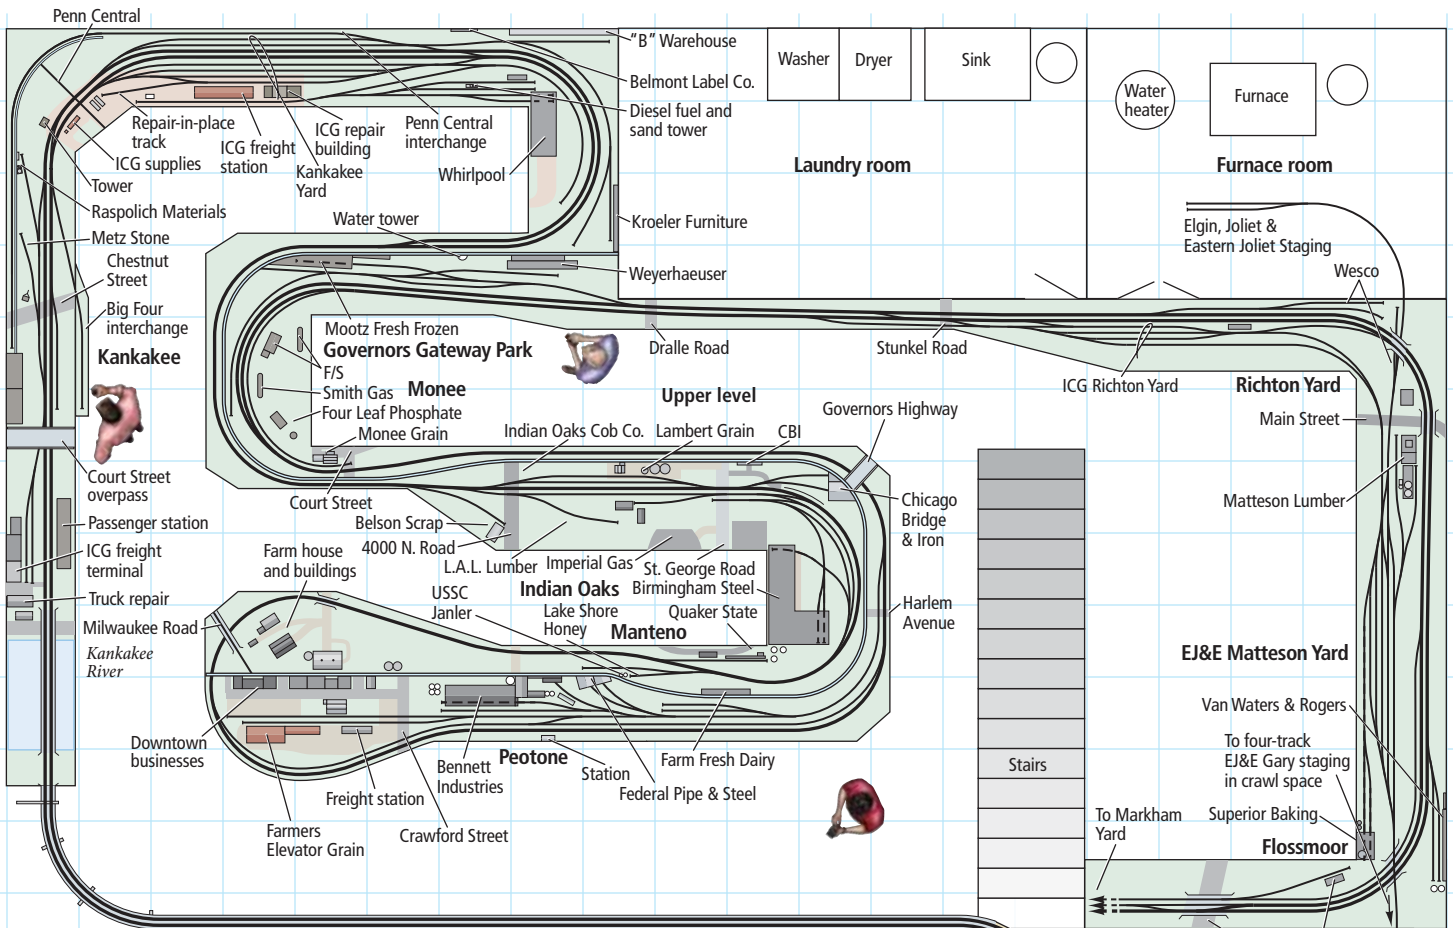 Penn Central
"B" Warehouse
Belmont Label Co.
Diesel fuel and
sand tower
Washer
Dryer
Sink
Water
heater
Furnace
Laundry room
Furnace room
Repair-in-place
track
ICG supplies
ICG freight
station
ICG repair
building
Kankakee
Yard
Penn Central
interchange
Whirlpool
Tower
Raspolich Materials
Metz Stone
Chestnut
Street
Big Four
interchange
Kankakee
Water tower
Kroeler Furniture
Weyerhaeuser
Elgin, Joliet &
Eastern Joliet Staging
Wesco
Mootz Fresh Frozen
Governors Gateway Park
F/S
Smith Gas
Monee
Four Leaf Phosphate
Monee Grain
Dralle Road
Stunkel Road
ICG Richton Yard
Richton Yard
Upper level
Main Street
Governors Highway
Indian Oaks Cob Co.
Lambert Grain
CBI
Court Street
overpass
Court Street
Chicago
Bridge
& Iron
Matteson Lumber
Passenger station
Belson Scrap
4000 N. Road
L.A.L. Lumber
Imperial Gas
St. George Road
Birmingham Steel
ICG freight
terminal
Farm house
and buildings
Indian Oaks
USSC
Janler
Lake Shore
Honey
Quaker State
Manteno
Harlem
Avenue
Truck repair
Milwaukee Road
Kankakee
River
EJ&E Matteson Yard
Van Waters & Rogers
To four-track
EJ&E Gary staging
in crawl space
Downtown
businesses
Bennett
Industries
Peotone
Station
Farm Fresh Dairy
Federal Pipe & Steel
Stairs
Freight station
Farmers
Elevator Grain
Crawford Street
To Markham
Yard
Superior Baking
Flossmoor